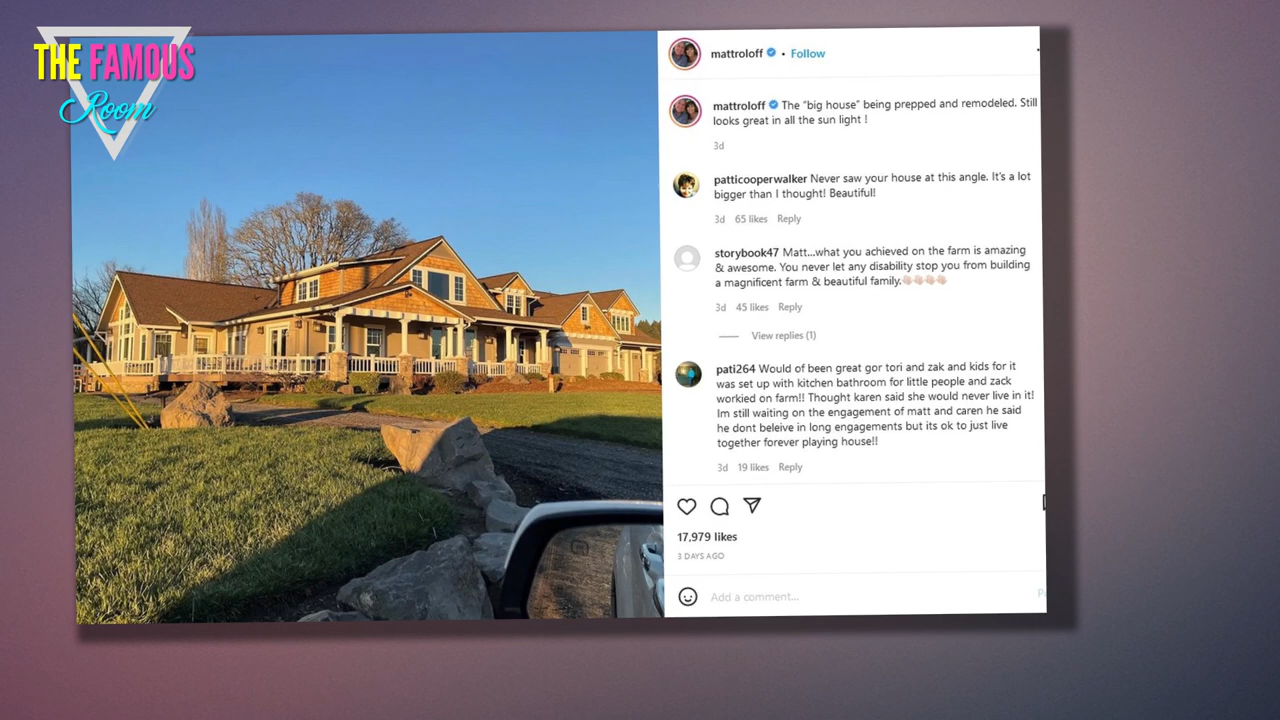 THE FAMOUS
Room
mattroloff • Follow
mattroloff The “big house” being prepped and remodeled. Still
looks great in all the sun light !
3d
patticooperwalker Never saw your house at this angle. It's a lot
bigger than I thought! Beautiful!
3d 65 likes Reply
storybook47 Matt...what you achieved on the farm is amazing
& awesome. You never let any disability stop you from building
a magnificent farm & beautiful family.👏🏻👏🏻👏🏻👏🏻
3d 45 likes Reply
View replies (1)
pati264 Would of been great gor tori and zak and kids for it
was set up with kitchen bathroom for little people and zack
workied on farm!! Thought karen said she would never live in it!
Im still waiting on the engagement of matt and caren he said
he dont beleive in long engagements but its ok to just live
together forever playing house!!
3d 19 likes Reply
17,979 likes
3 DAYS AGO
Add a comment...